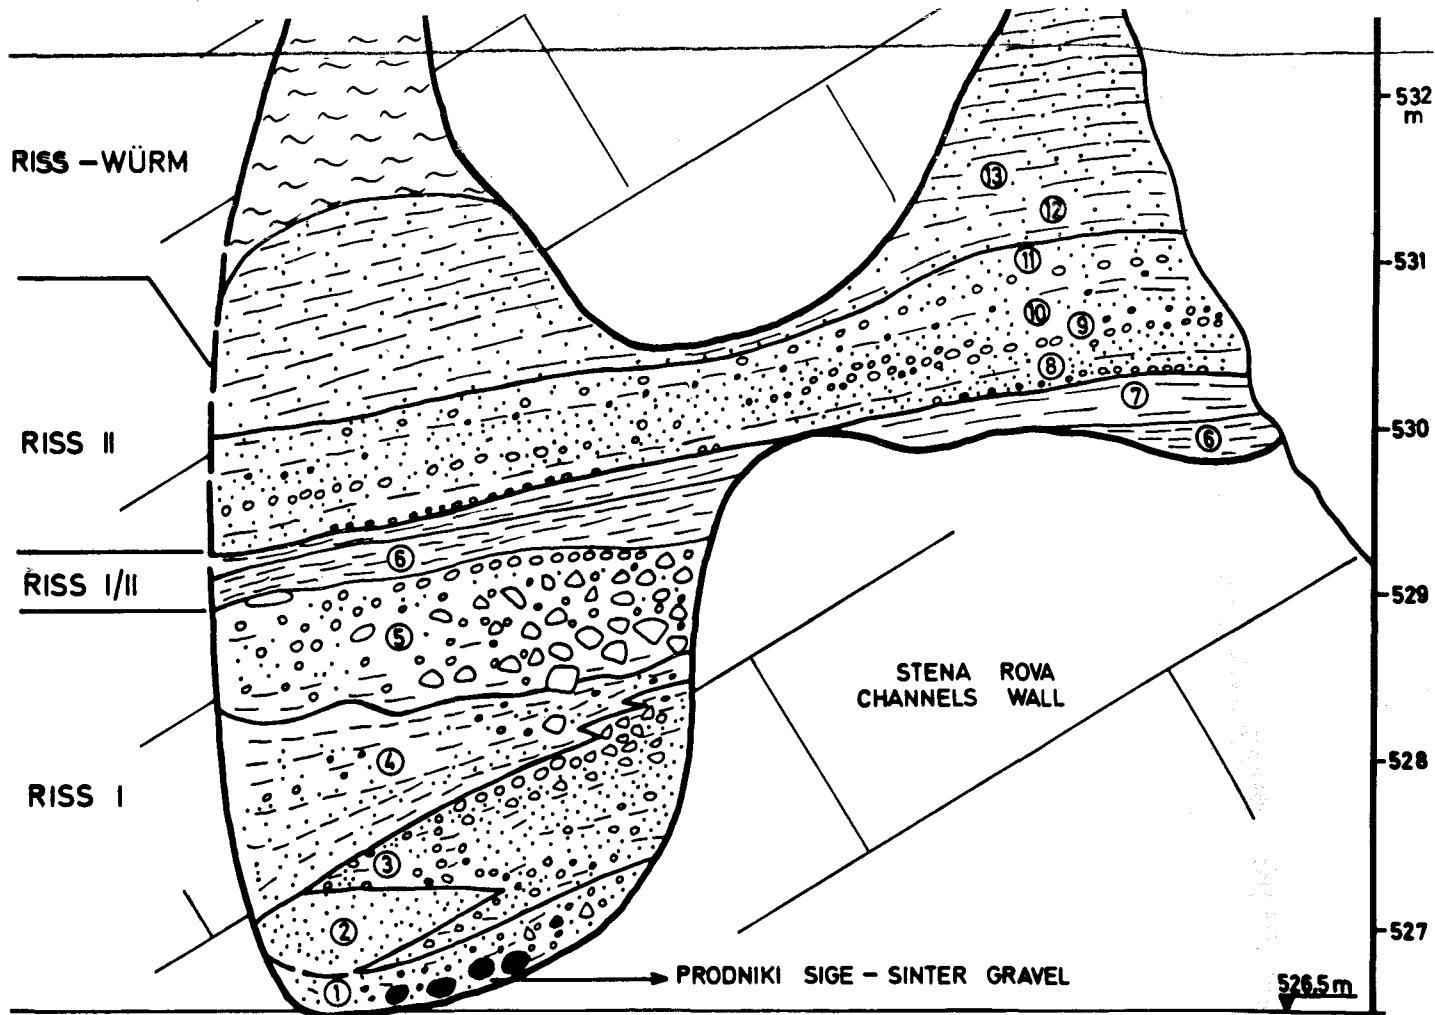 532
m
RISS – WÜRM
13
12
11
531
10
9
8
7
RISS II
530
6
6
RISS I/II
529
5
STENA ROVA
CHANNELS WALL
4
528
RISS I
3
2
527
PRODNIKI SIGE – SINTER GRAVEL
526,5 m
1